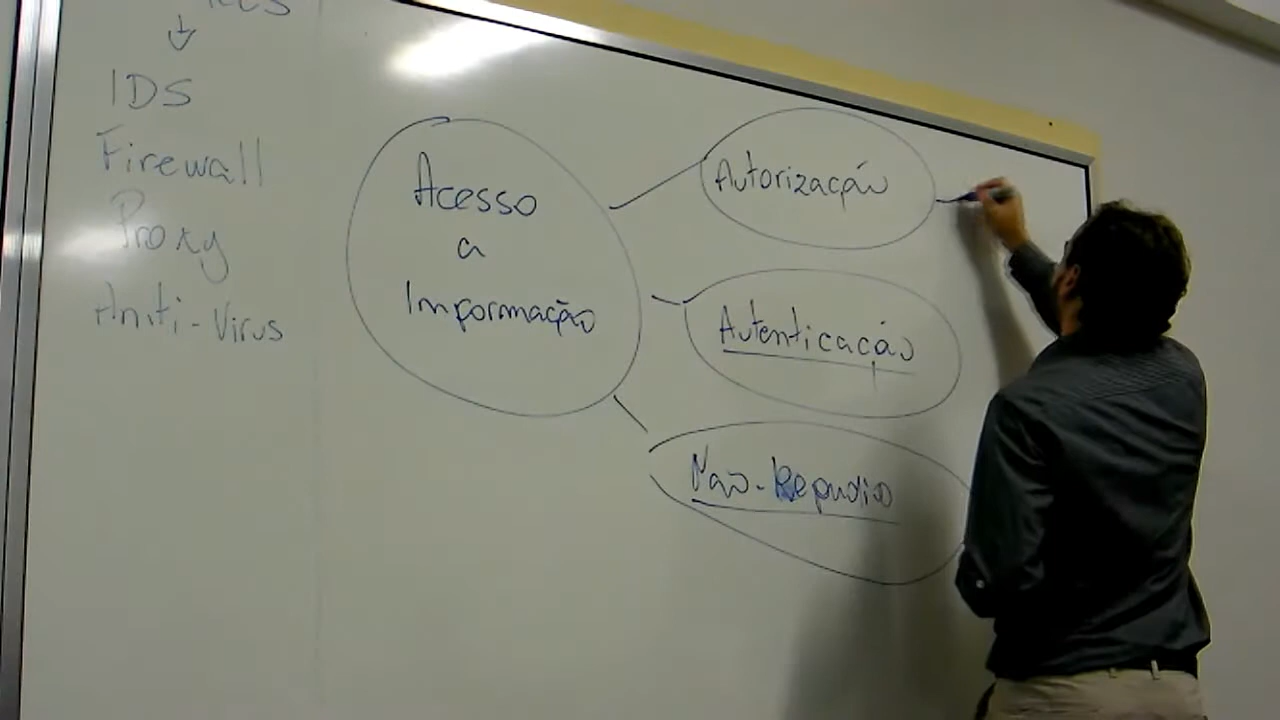 IDS
Firewall
Proxy
Anti-Virus
Acesso
a
Informação
Autorização
Autenticação
Não-Repudio